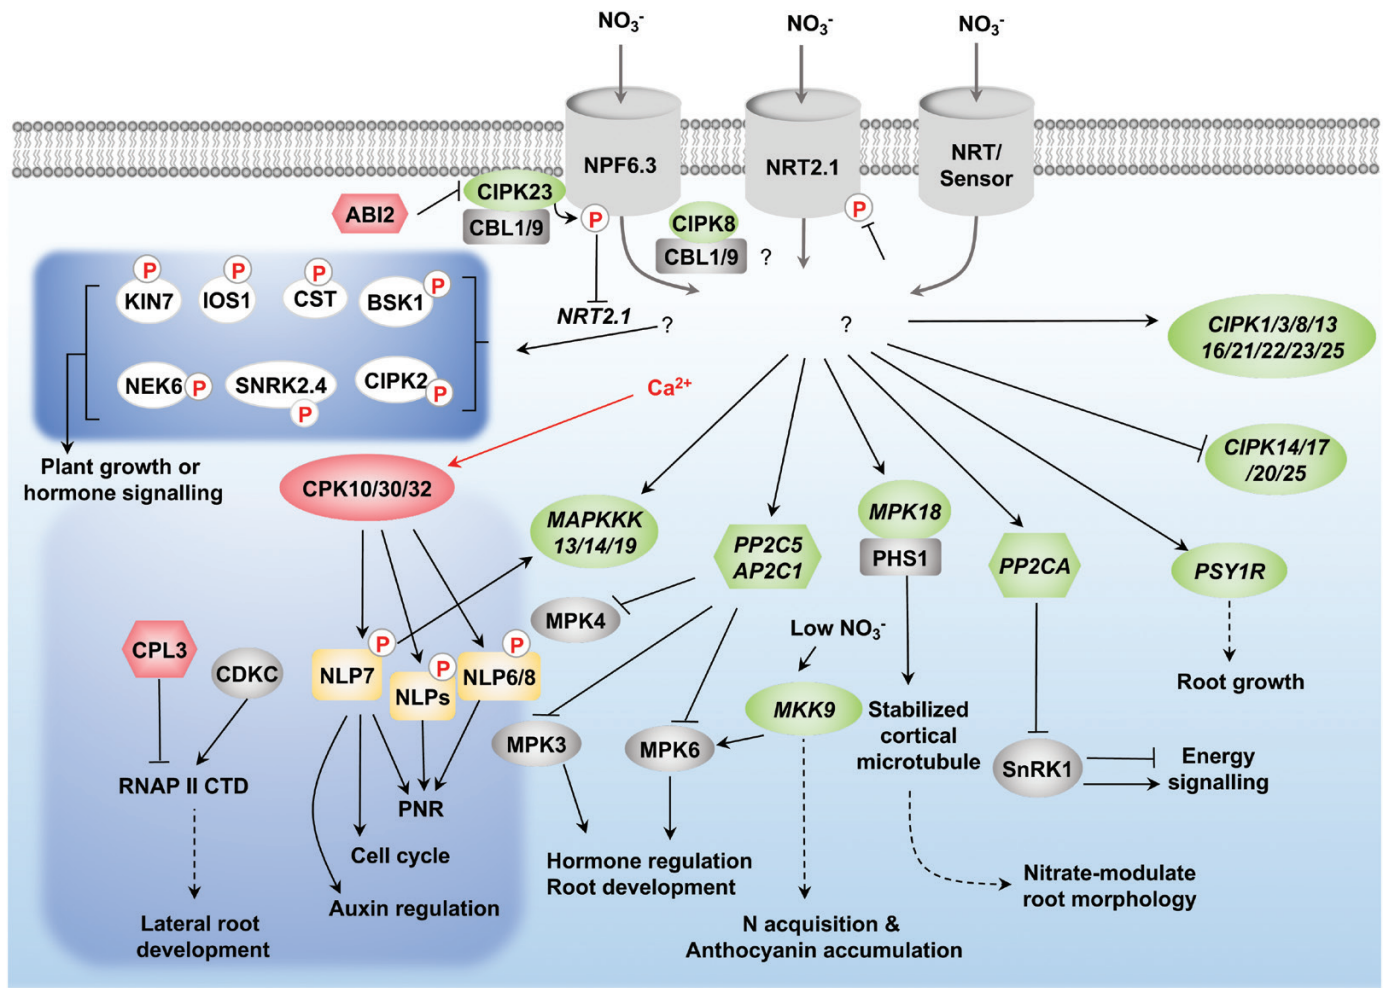 NO₃⁻
NO₃⁻
NO₃⁻
NPF6.3
NRT2.1
NRT/
Sensor
ABI2
CIPK23
CBL1/9
P
CIPK8
CBL1/9
?
P
NRT2.1
P
KIN7
P
IOS1
P
CST
P
BSK1
NEK6
P
SNRK2.4
P
CIPK2
P
?
?
CIPK1/3/8/13
16/21/22/23/25
Ca²⁺
CIPK14/17
/20/25
Plant growth or
hormone signalling
CPK10/30/32
MAPKKK
13/14/19
PP2C5
AP2C1
MPK18
PHS1
PP2CA
PSY1R
MPK4
Low NO₃⁻
CPL3
CDKC
P
NLP7
P
NLPs
P
NLP6/8
Root growth
MKK9
Stabilized
cortical
microtubule
MPK3
MPK6
SnRK1
Energy
signalling
RNAP II CTD
PNR
Cell cycle
Hormone regulation
Root development
Nitrate-modulate
root morphology
Auxin regulation
Lateral root
development
N acquisition &
Anthocyanin accumulation